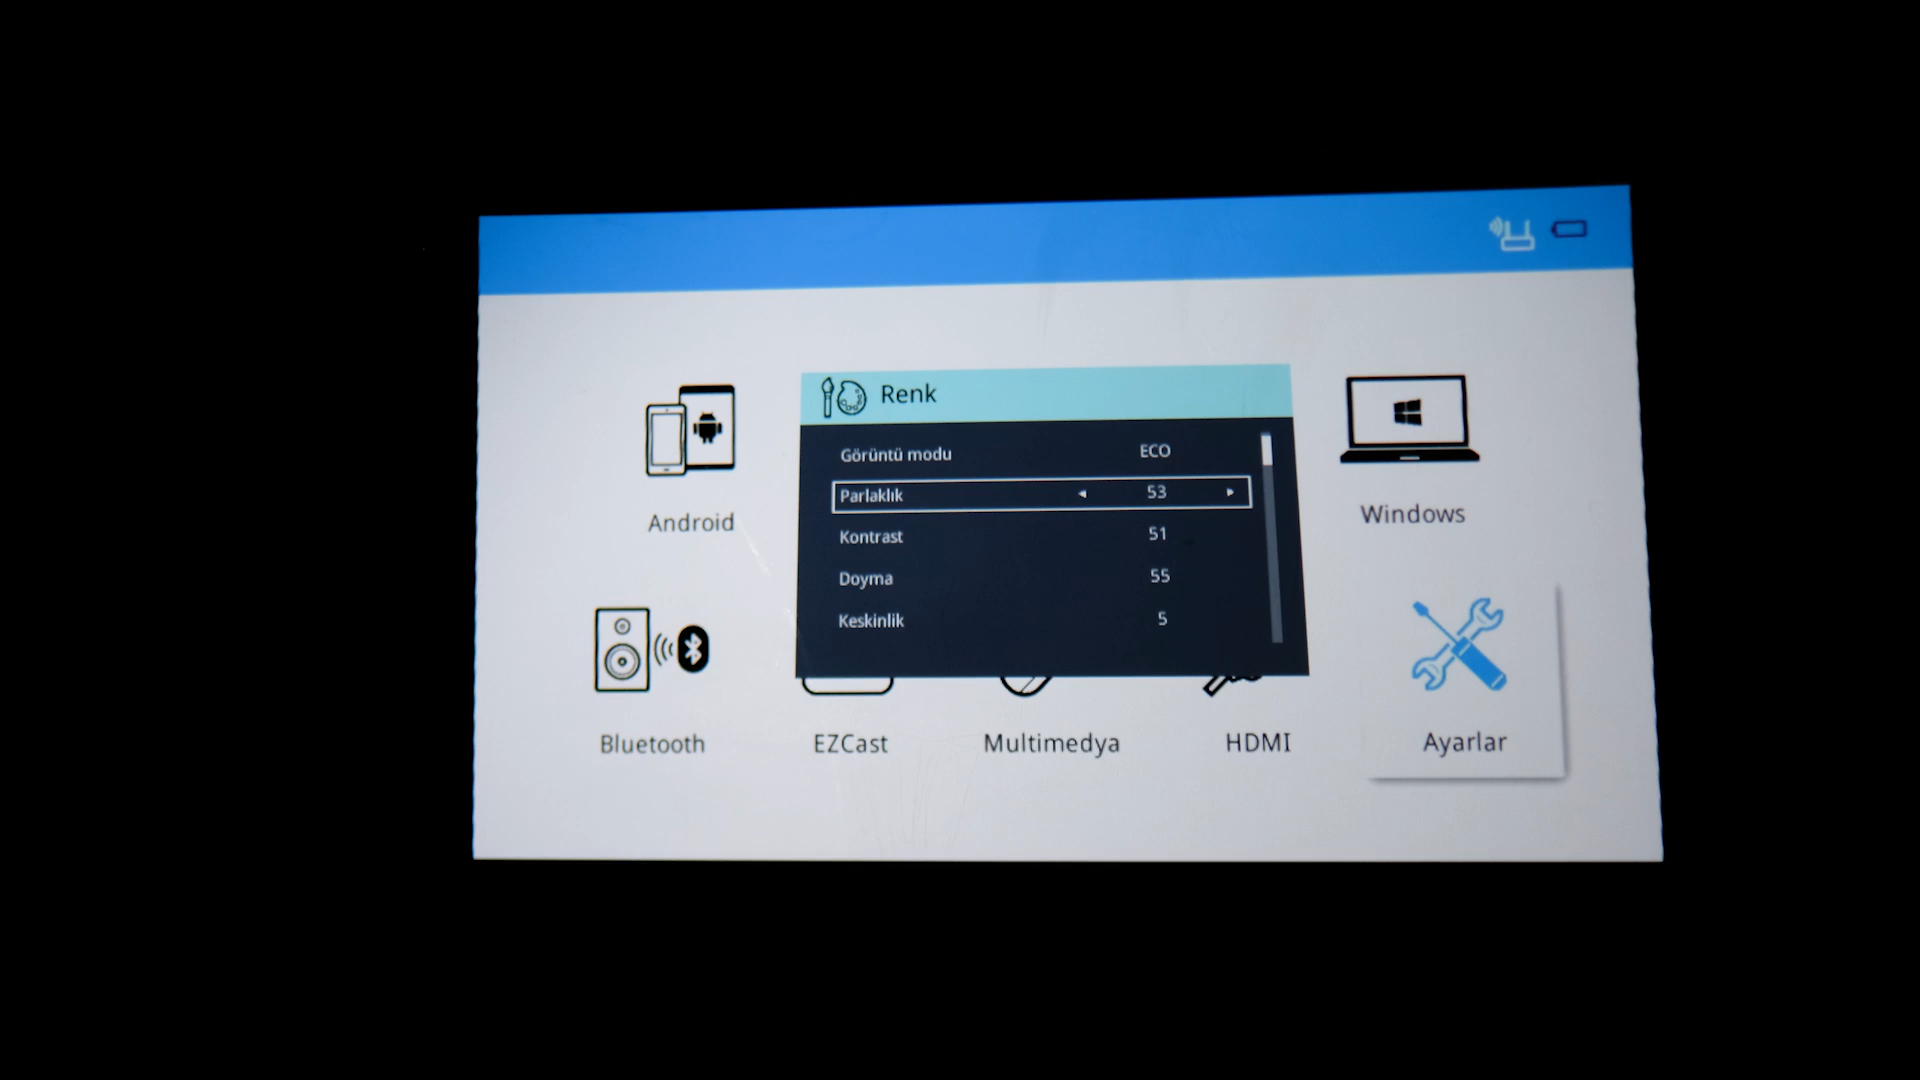 Renk
Görüntü modu ECO
Parlaklık 53
Kontrast 51
Doyma 55
Keskinlik 5
Android
Windows
Bluetooth
EZCast
Multimedya
HDMI
Ayarlar